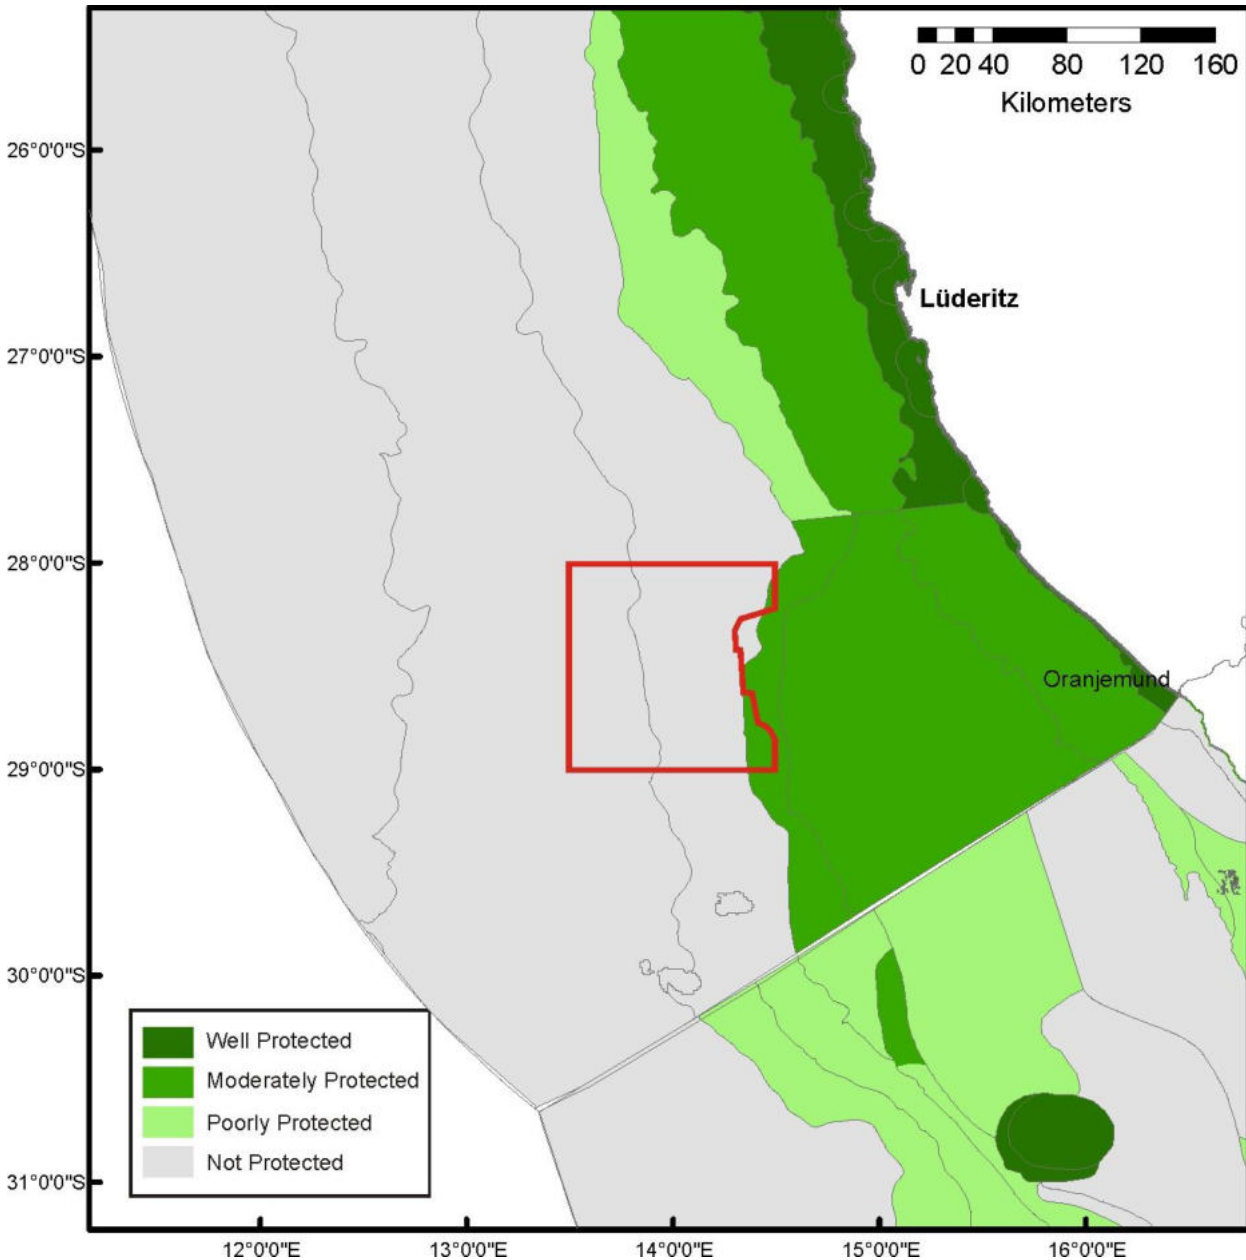 0 20 40 80 120 160
Kilometers
26°0'0"S
Lüderitz
27°0'0"S
28°0'0"S
Oranjemund
29°0'0"S
30°0'0"S
Well Protected
Moderately Protected
Poorly Protected
Not Protected
31°0'0"S
12°0'0"E 13°0'0"E 14°0'0"E 15°0'0"E 16°0'0"E